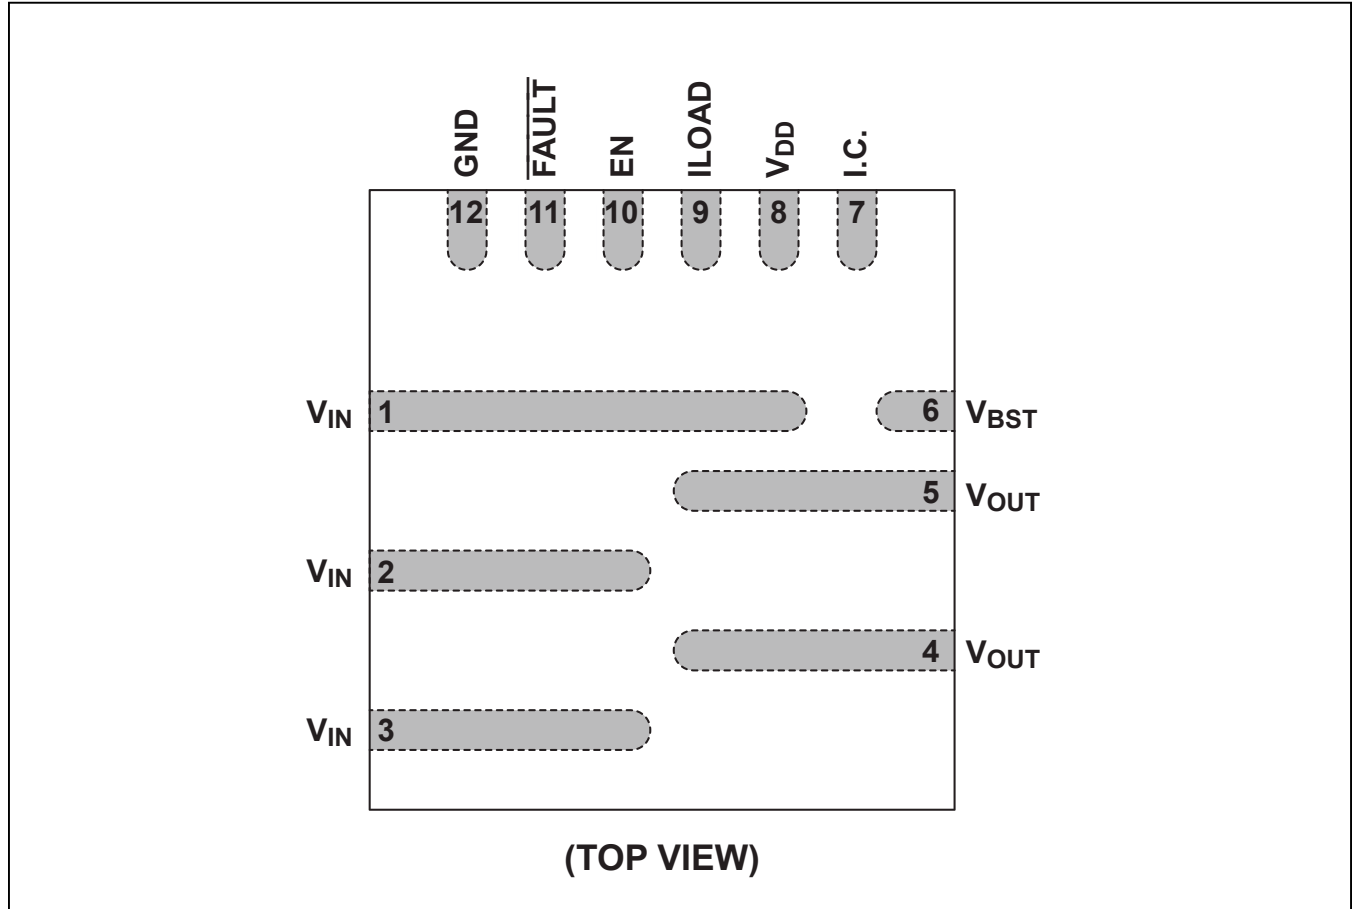 GND
FAULT
EN
ILOAD
VDD
I.C.
12 11 10 9 8 7
VIN 1 6 VBST
5 VOUT
VIN 2
4 VOUT
VIN 3
(TOP VIEW)